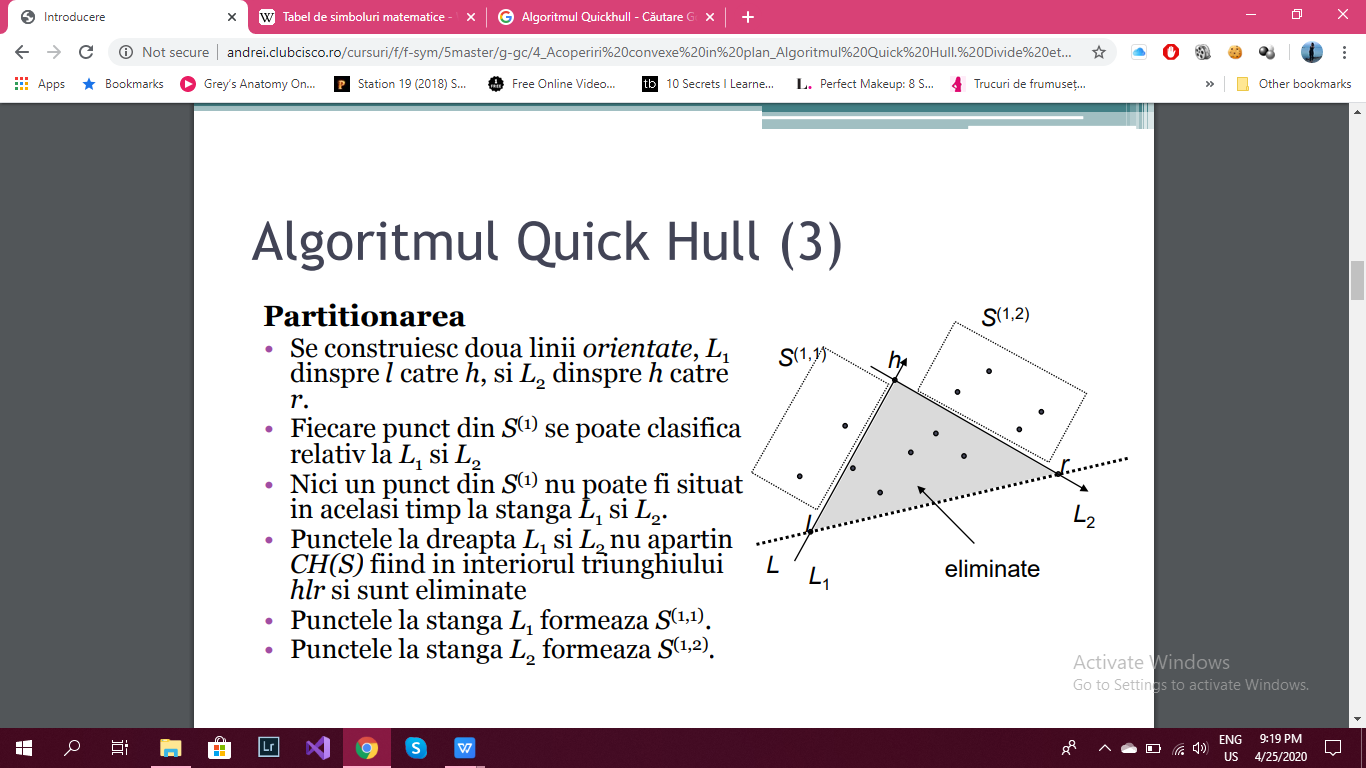 Introducere
Tabel de simboluri matematice -
Algoritmul Quickhull - Căutare G
Not secure
andrei.clubcisco.ro/cursuri/f/f-sym/5master/g-gc/4_Acoperiri%20convexe%20in%20plan_Algoritmul%20Quick%20Hull.%20Divide%20et...
Apps
Bookmarks
Grey's Anatomy On...
Station 19 (2018) S...
Free Online Video...
10 Secrets I Learne...
Perfect Makeup: 8 S...
Trucuri de frumuseț...
»
Other bookmarks
Algoritmul Quick Hull (3)
Partitionarea
• Se construiesc doua linii orientate, L₁
dinspre l catre h, si L₂ dinspre h catre
r.
• Fiecare punct din S⁽¹⁾ se poate clasifica
relativ la L₁ si L₂
• Nici un punct din S⁽¹⁾ nu poate fi situat
in acelasi timp la stanga L₁ si L₂.
• Punctele la dreapta L₁ si L₂ nu apartin
CH(S) fiind in interiorul triunghiului
hlr si sunt eliminate
• Punctele la stanga L₁ formeaza S⁽¹,¹⁾.
• Punctele la stanga L₂ formeaza S⁽¹,²⁾.
S⁽¹,²⁾
S⁽¹,¹⁾
h
r
l
L₂
L
L₁
eliminate
Activate Windows
Go to Settings to activate Windows.
ENG
US
9:19 PM
4/25/2020